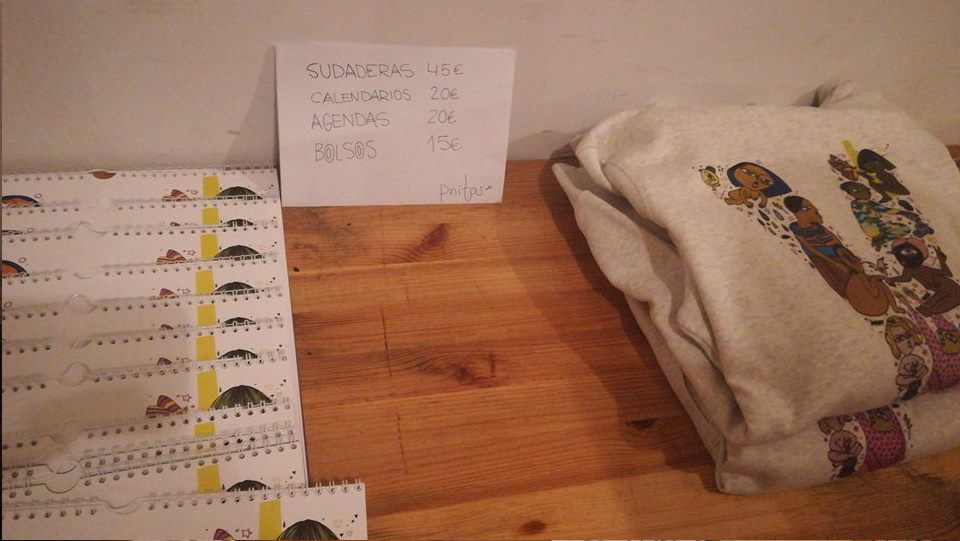 SUDADERAS 45€
CALENDARIOS 20€
AGENDAS 20€
BOLSOS 15€
pnitas